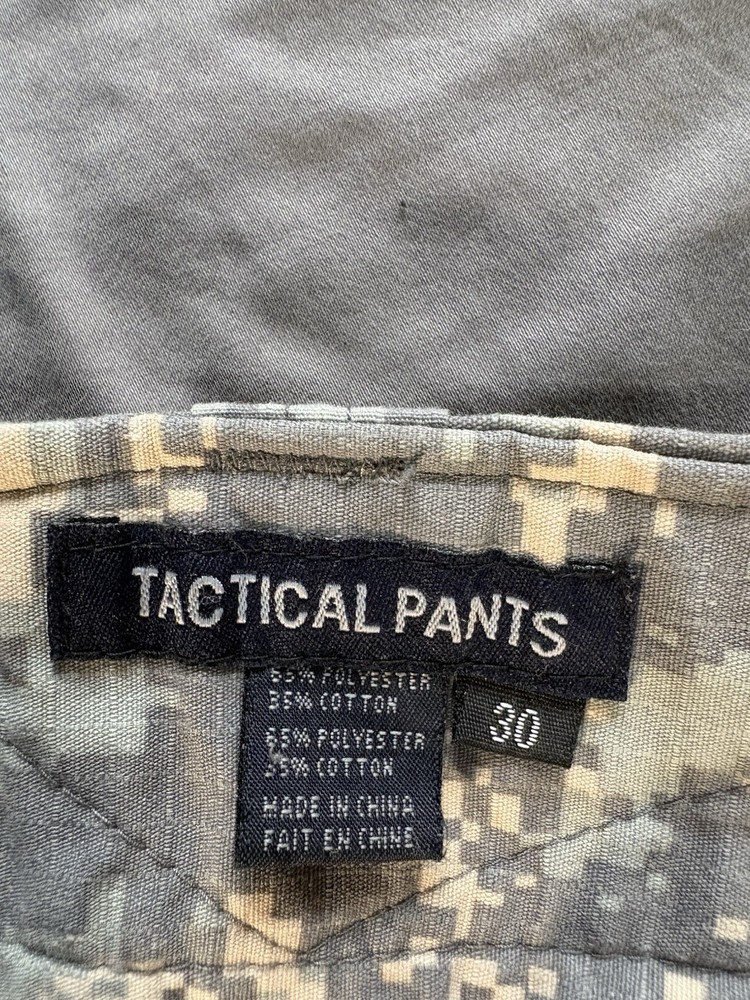 TACTICAL PANTS
65% POLYESTER
35% COTTON
30
65% POLYESTER
35% COTTON
MADE IN CHINA
FAIT EN CHINE